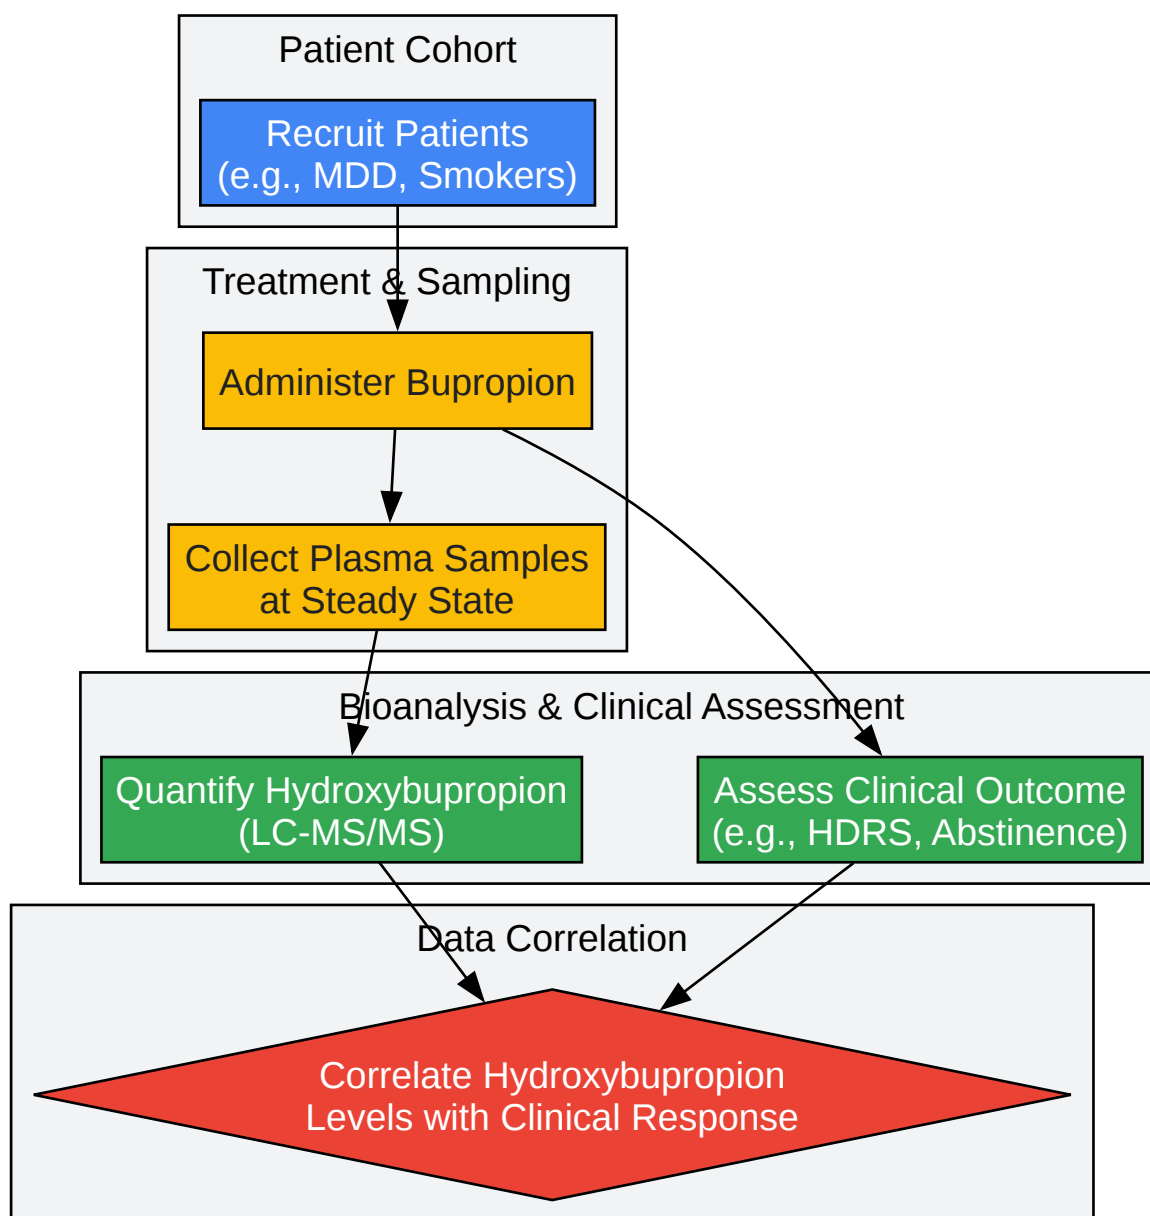 Patient Cohort
Recruit Patients
(e.g., MDD, Smokers)
Treatment & Sampling
Administer Bupropion
Collect Plasma Samples
at Steady State
Bioanalysis & Clinical Assessment
Quantify Hydroxybupropion
(LC-MS/MS)
Assess Clinical Outcome
(e.g., HDRS, Abstinence)
Data Correlation
Correlate Hydroxybupropion
Levels with Clinical Response